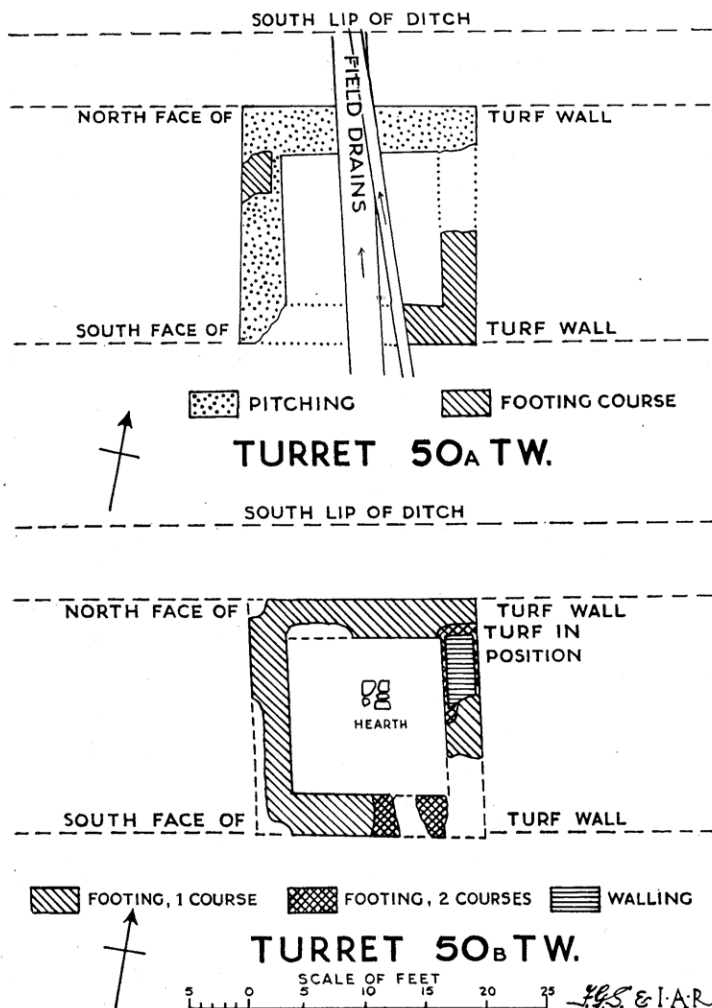 SOUTH LIP OF DITCH
FIELD DRAINS
NORTH FACE OF TURF WALL
SOUTH FACE OF TURF WALL
PITCHING FOOTING COURSE
TURRET 50A TW.
SOUTH LIP OF DITCH
NORTH FACE OF TURF WALL
TURF IN
POSITION
HEARTH
SOUTH FACE OF TURF WALL
FOOTING, 1 COURSE FOOTING, 2 COURSES WALLING
TURRET 50B TW.
SCALE OF FEET
5 0 5 10 15 20 25 F.G.S. & I.A.R